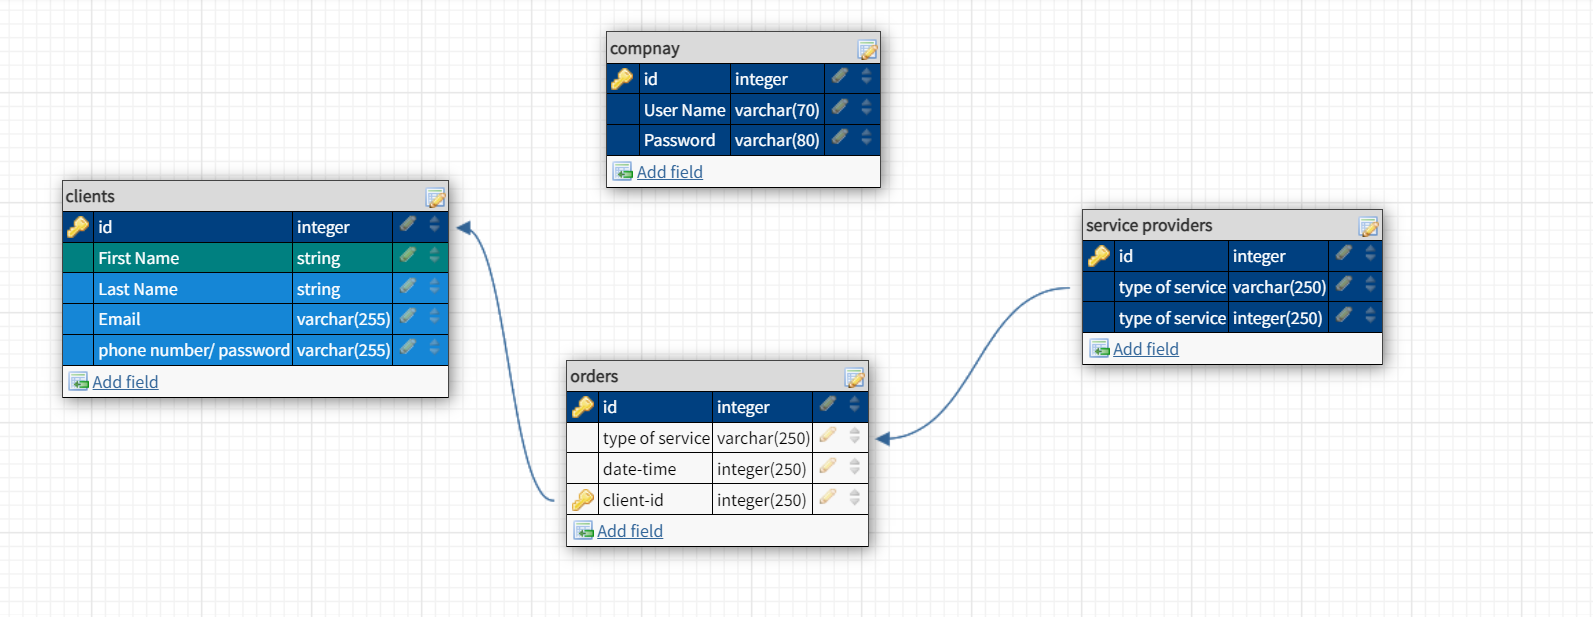 compnay
id integer
User Name varchar(70)
Password varchar(80)
Add field
clients
id integer
First Name string
Last Name string
Email varchar(255)
phone number/ password varchar(255)
Add field
service providers
id integer
type of service varchar(250)
type of service integer(250)
Add field
orders
id integer
type of service varchar(250)
date-time integer(250)
client-id integer(250)
Add field